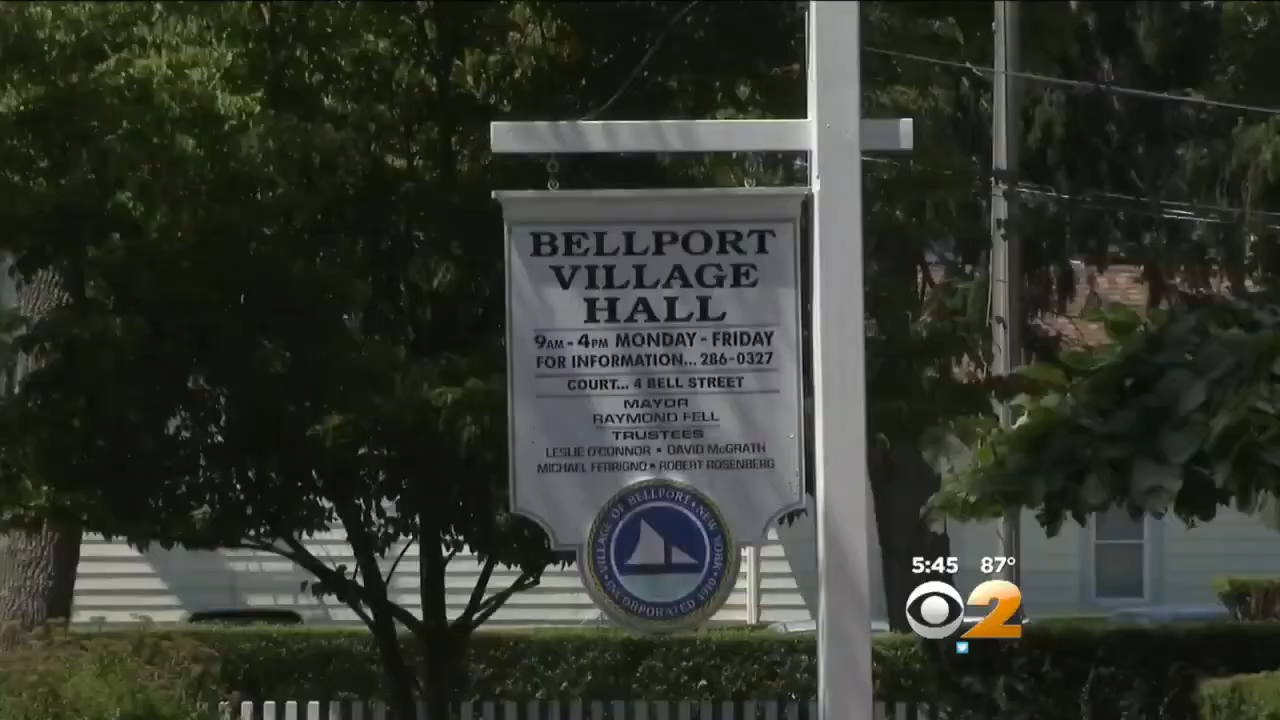 BELLPORT
VILLAGE
HALL
9AM - 4PM MONDAY - FRIDAY
FOR INFORMATION... 286-0327
COURT... 4 BELL STREET
MAYOR
RAYMOND FELL
TRUSTEES
LESLIE O'CONNOR • DAVID McGRATH
MICHAEL FERRIGNO • ROBERT ROSENBERG
VILLAGE OF BELLPORT • NEW YORK •
INCORPORATED 1910
5:45 87°
2